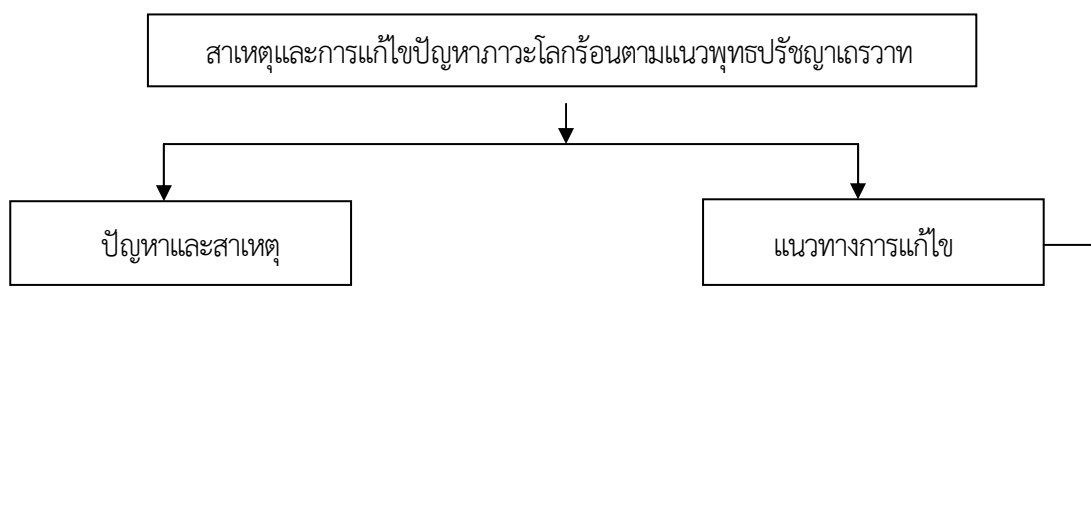 สาเหตุและการแก้ไขปัญหาภาวะโลกร้อนตามแนวพุทธปรัชญาเถรวาท
ปัญหาและสาเหตุ
แนวทางการแก้ไข